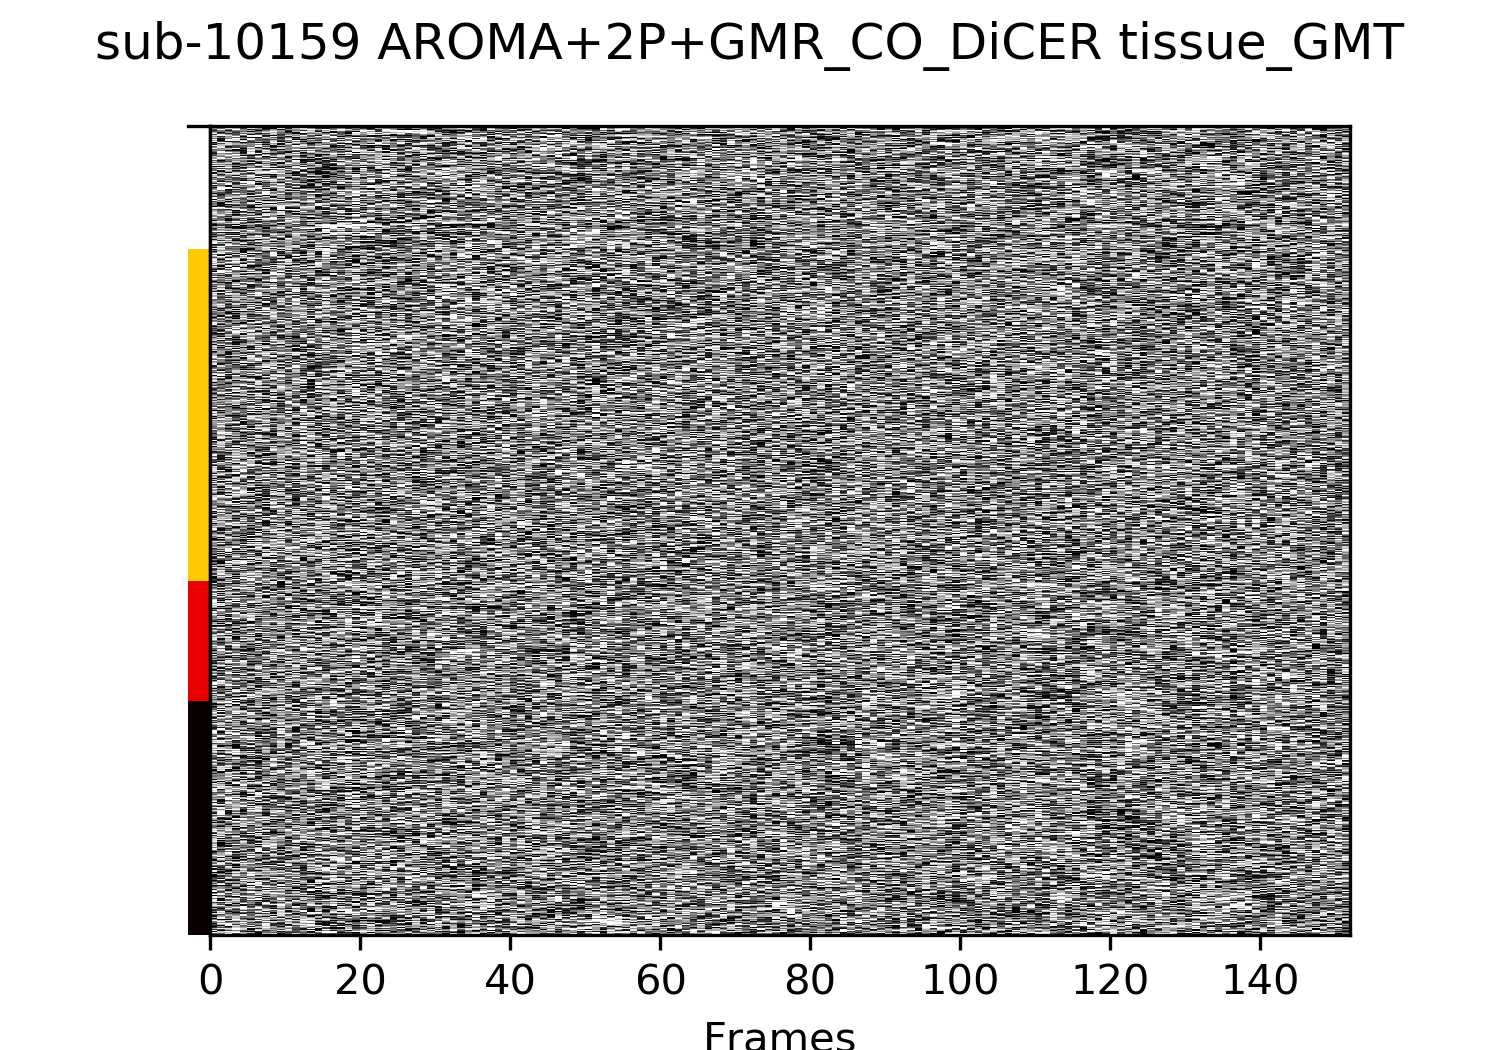 sub-10159 AROMA+2P+GMR_CO_DiCER tissue_GMT
0 20 40 60 80 100 120 140
Frames